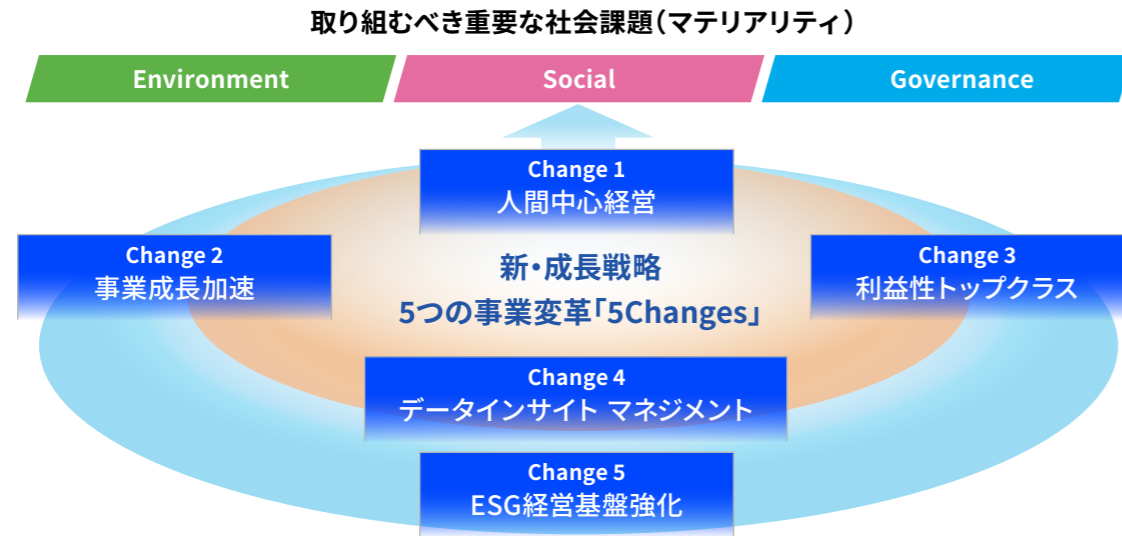 取り組むべき重要な社会課題（マテリアリティ）
Environment
Social
Governance
Change 1
人間中心経営
Change 2
事業成長加速
Change 3
利益性トップクラス
新・成長戦略
5つの事業変革「5Changes」
Change 4
データインサイト マネジメント
Change 5
ESG経営基盤強化